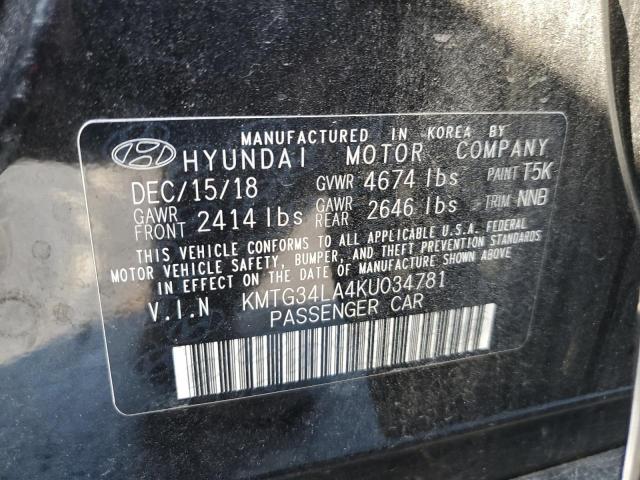 MANUFACTURED IN KOREA BY
HYUNDAI MOTOR COMPANY
DEC/15/18 GVWR 4674 lbs PAINT T5K
GAWR FRONT 2414 lbs GAWR REAR 2646 lbs TRIM NNB
THIS VEHICLE CONFORMS TO ALL APPLICABLE U.S.A. FEDERAL
MOTOR VEHICLE SAFETY, BUMPER, AND THEFT PREVENTION STANDARDS
IN EFFECT ON THE DATE OF MANUFACTURE SHOWN ABOVE
V.I.N KMTG34LA4KU034781
PASSENGER CAR